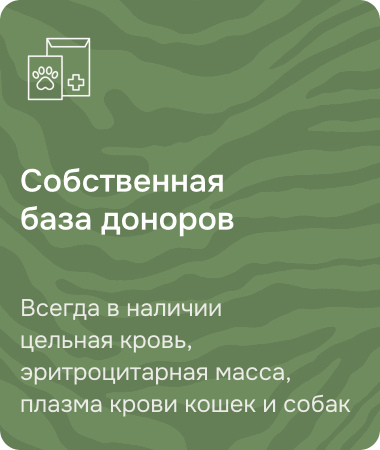 Собственная
база доноров
Всегда в наличии
цельная кровь,
эритроцитарная масса,
плазма крови кошек и собак